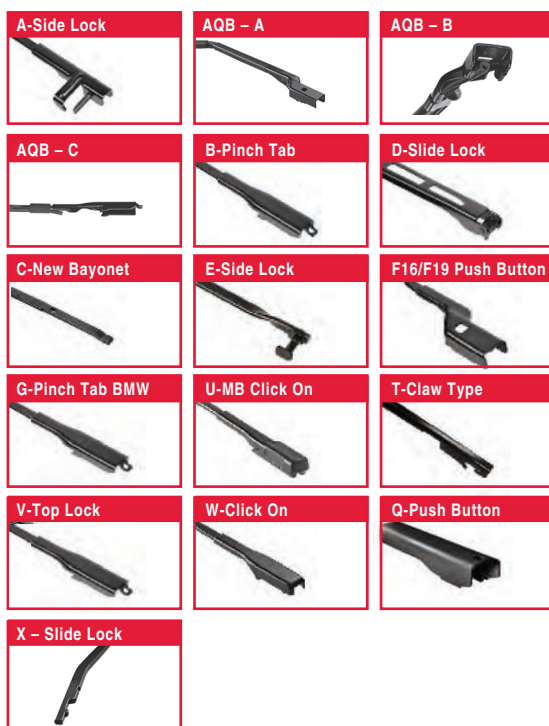 A-Side Lock
AQB – A
AQB – B
AQB – C
B-Pinch Tab
D-Slide Lock
C-New Bayonet
E-Side Lock
F16/F19 Push Button
G-Pinch Tab BMW
U-MB Click On
T-Claw Type
V-Top Lock
W-Click On
Q-Push Button
X – Slide Lock